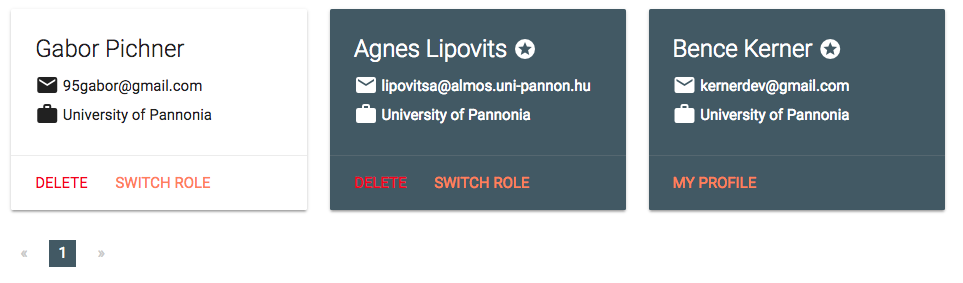 Gabor Pichner
95gabor@gmail.com
University of Pannonia
DELETE SWITCH ROLE
Agnes Lipovits
lipovitsa@almos.uni-pannon.hu
University of Pannonia
DELETE SWITCH ROLE
Bence Kerner
kernerdev@gmail.com
University of Pannonia
MY PROFILE
« 1 »